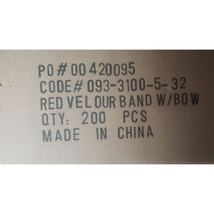 PO# 00420095
CODE# 093-3100-5-32
RED VELOUR BAND W/BOW
QTY: 200 PCS
MADE IN CHINA